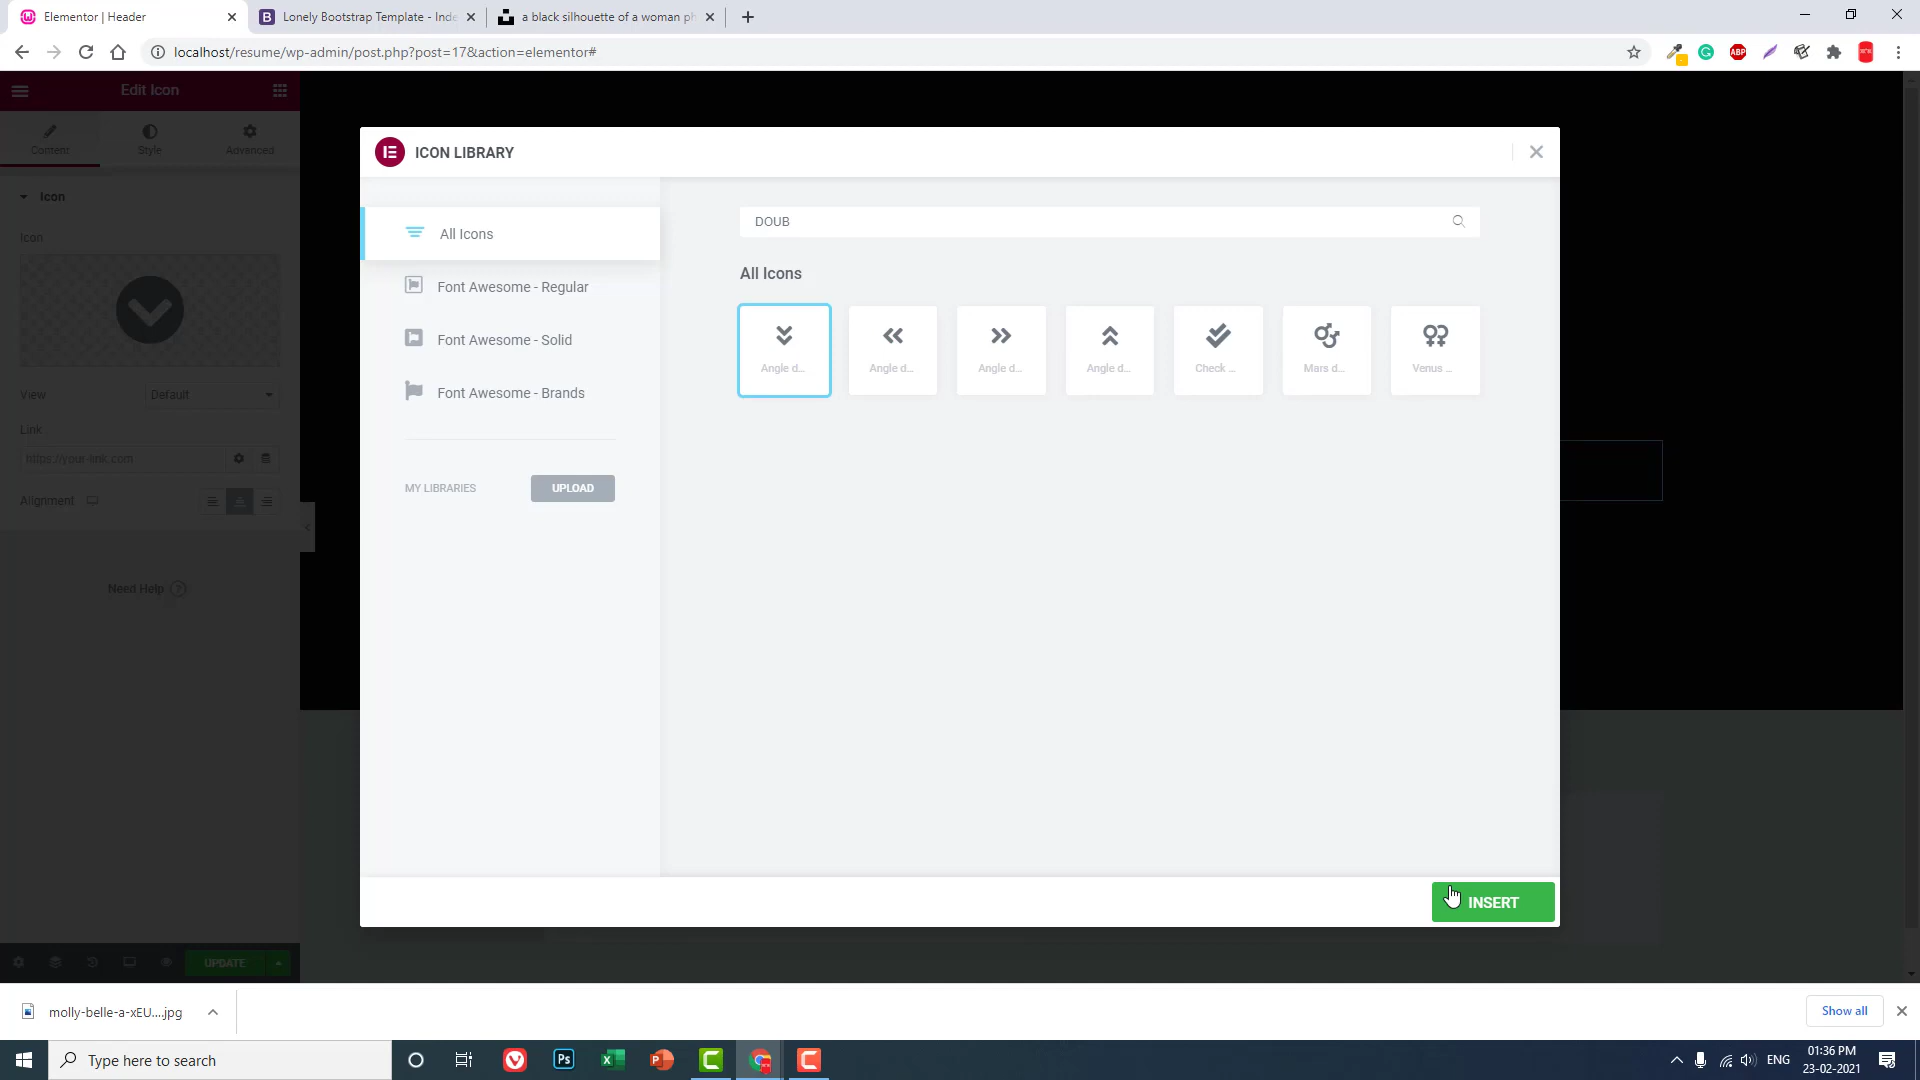 Elementor | Header
Lonely Bootstrap Template - Inde
a black silhouette of a woman ph
localhost/resume/wp-admin/post.php?post=17&action=elementor#
ABP
Edit Icon
Content
Style
Advanced
Icon
Icon
View
Default
Link
https://your-link.com
Alignment
Need Help ?
UPDATE
ICON LIBRARY
All Icons
Font Awesome - Regular
Font Awesome - Solid
Font Awesome - Brands
MY LIBRARIES
UPLOAD
DOUB
All Icons
Angle d...
Angle d...
Angle d...
Angle d...
Check ...
Mars d...
Venus ...
INSERT
molly-belle-a-xEU....jpg
Show all
Type here to search
Ps
ENG
01:36 PM
23-02-2021